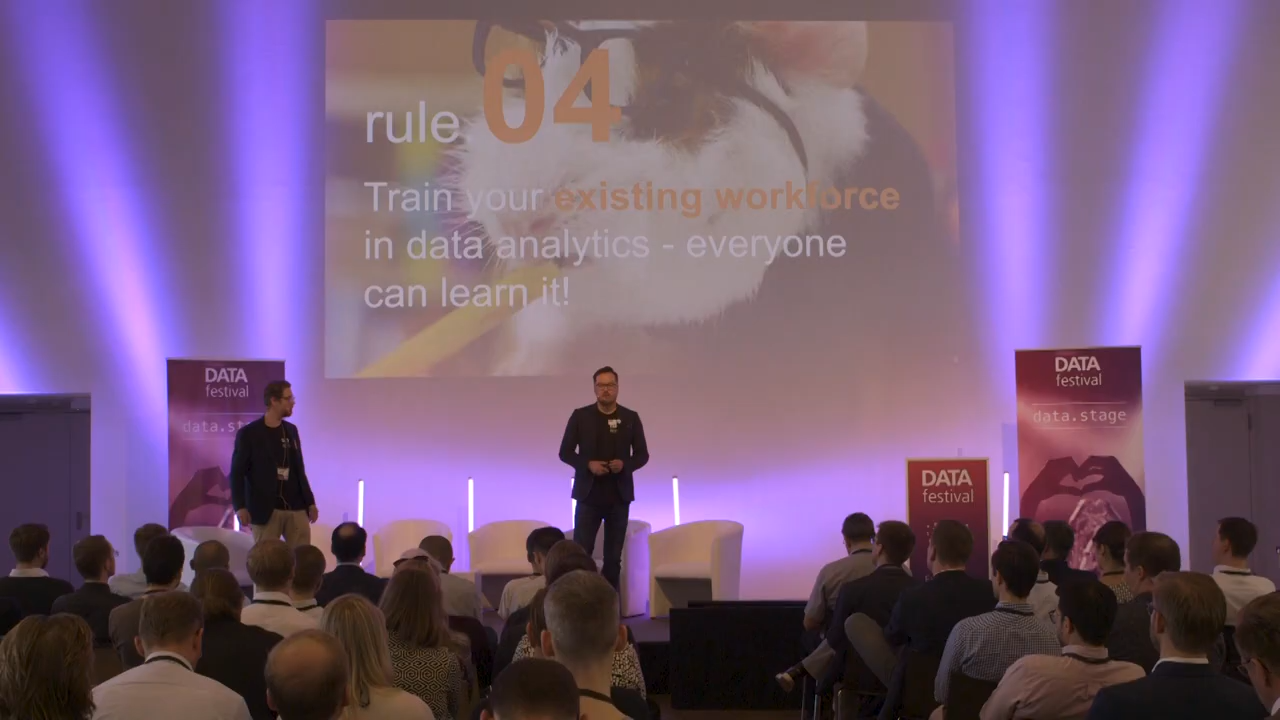 rule 04
Train your existing workforce
in data analytics - everyone
can learn it!
DATA
festival
data.st
DATA
festival
data.stage
DATA
festival